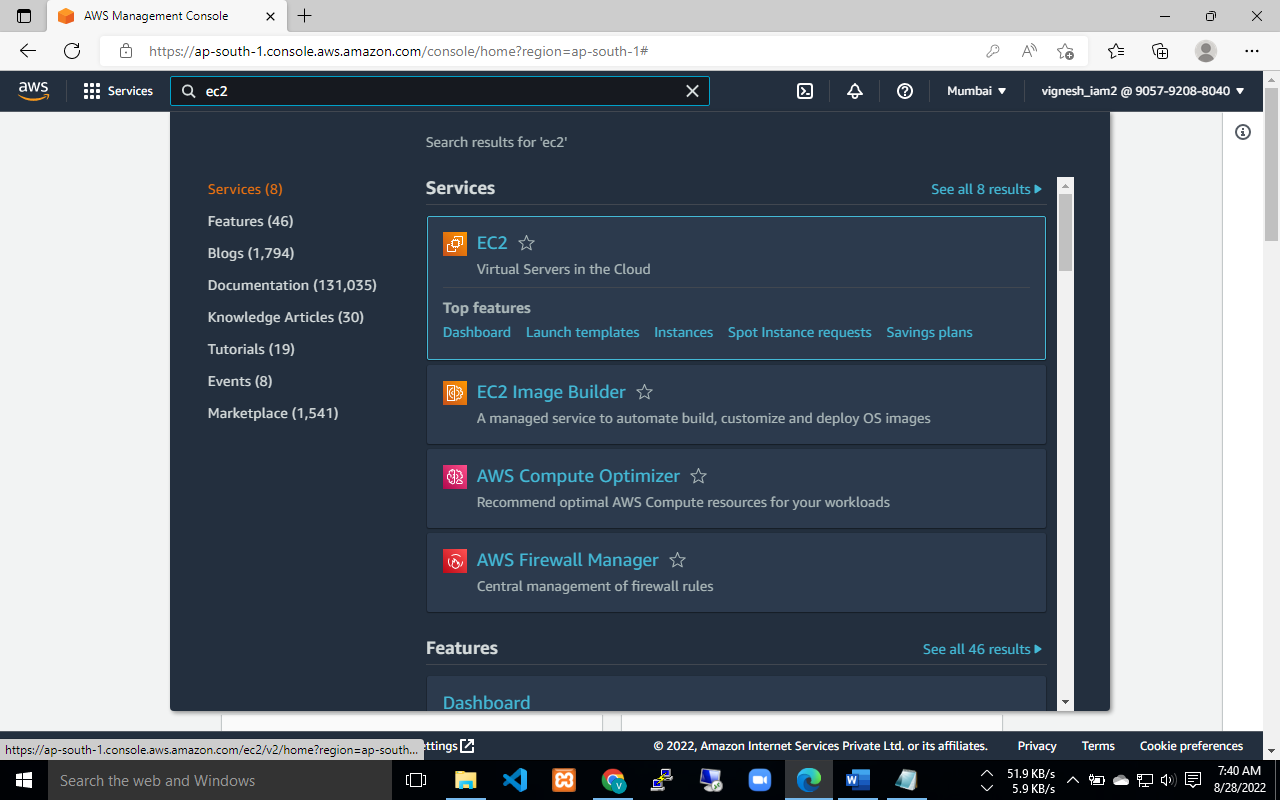 AWS Management Console
https://ap-south-1.console.aws.amazon.com/console/home?region=ap-south-1#
aws
Services
ec2
Mumbai
vignesh_iam2 @ 9057-9208-8040
Search results for 'ec2'
Services (8)
Features (46)
Blogs (1,794)
Documentation (131,035)
Knowledge Articles (30)
Tutorials (19)
Events (8)
Marketplace (1,541)
Services
See all 8 results
EC2
Virtual Servers in the Cloud
Top features
Dashboard Launch templates Instances Spot Instance requests Savings plans
EC2 Image Builder
A managed service to automate build, customize and deploy OS images
AWS Compute Optimizer
Recommend optimal AWS Compute resources for your workloads
AWS Firewall Manager
Central management of firewall rules
Features
See all 46 results
Dashboard
https://ap-south-1.console.aws.amazon.com/ec2/v2/home?region=ap-south...
ettings
© 2022, Amazon Internet Services Private Ltd. or its affiliates.
Privacy
Terms
Cookie preferences
Search the web and Windows
51.9 KB/s
5.9 KB/s
7:40 AM
8/28/2022